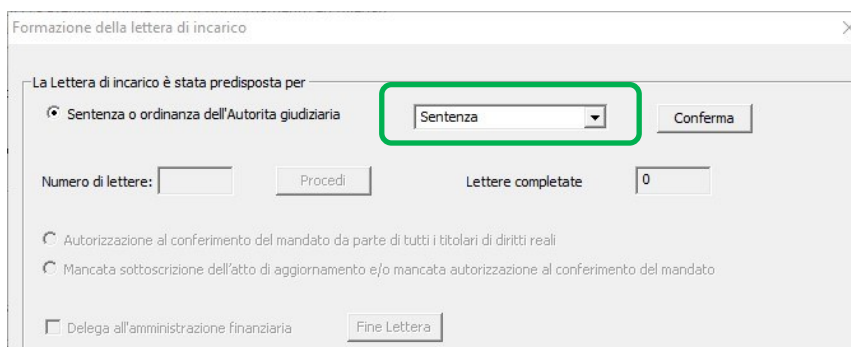 Formazione della lettera di incarico
La Lettera di incarico è stata predisposta per
Sentenza o ordinanza dell'Autorita giudiziaria Sentenza Conferma
Numero di lettere: Procedi Lettere completate 0
Autorizzazione al conferimento del mandato da parte di tutti i titolari di diritti reali
Mancata sottoscrizione dell'atto di aggiornamento e/o mancata autorizzazione al conferimento del mandato
Delega all'amministrazione finanziaria Fine Lettera